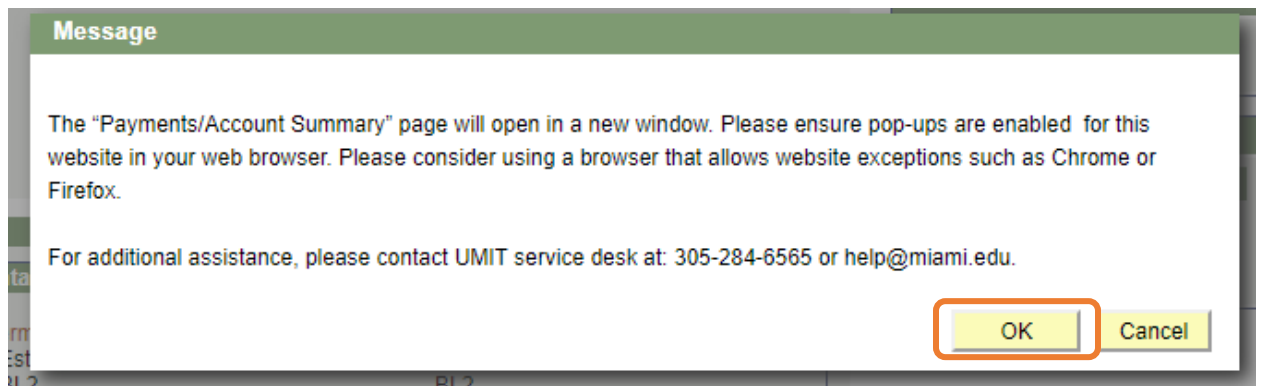 Message
The “Payments/Account Summary” page will open in a new window. Please ensure pop-ups are enabled  for this
website in your web browser. Please consider using a browser that allows website exceptions such as Chrome or
Firefox.
For additional assistance, please contact UMIT service desk at: 305-284-6565 or help@miami.edu.
OK Cancel